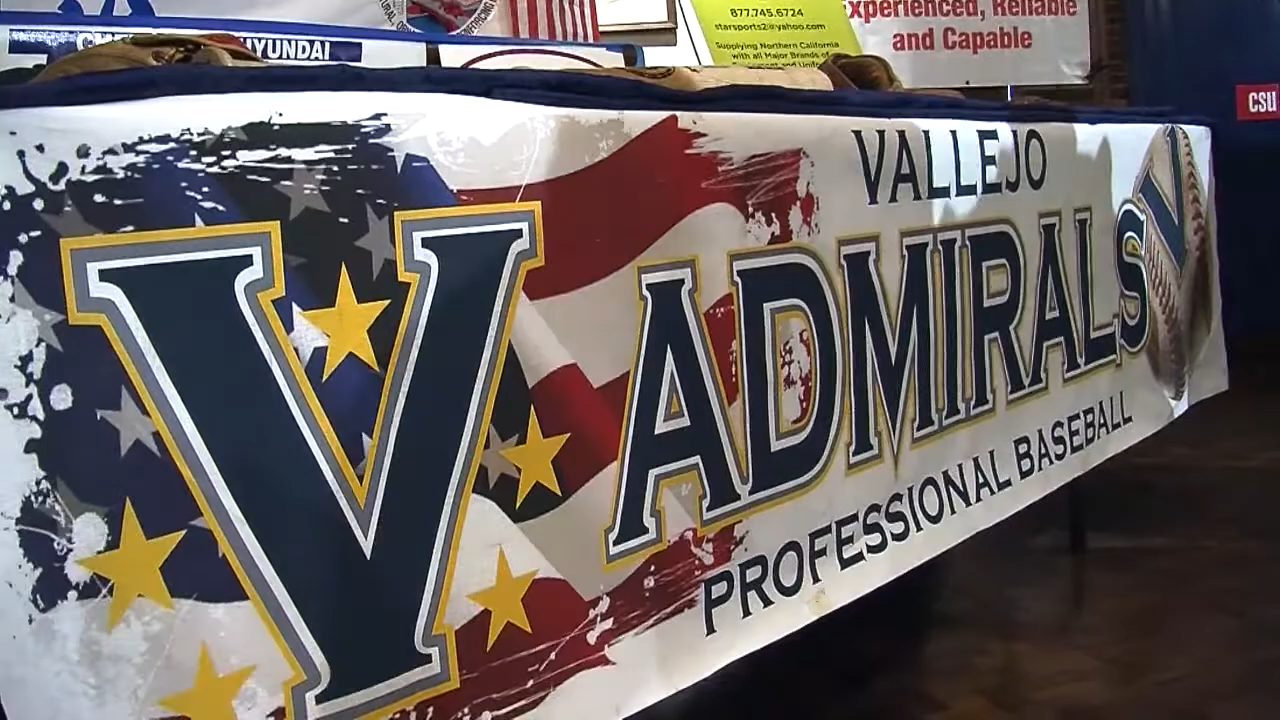 HYUNDAI
877.745.6724
starsports2@yahoo.com
Supplying Northern California
with all Major Brands of
Experienced, Reliable
and Capable
CSU
V
VALLEJO
ADMIRALS
V
PROFESSIONAL BASEBALL